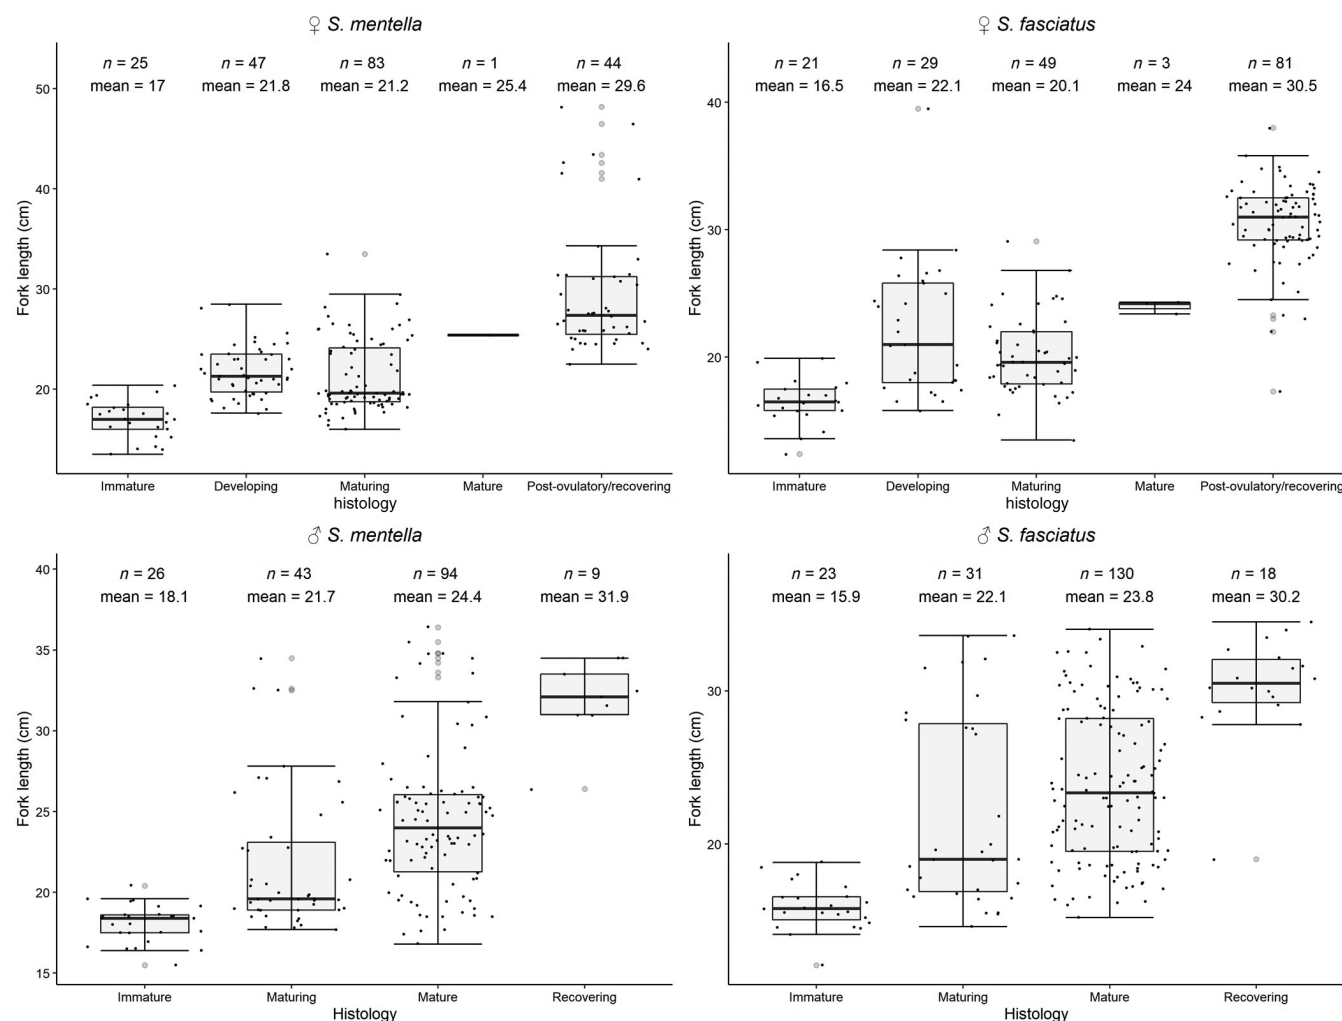 ♀ S. mentella
n = 25 n = 47 n = 83 n = 1 n = 44
mean = 17 mean = 21.8 mean = 21.2 mean = 25.4 mean = 29.6
50
40
30
20
Fork length (cm)
Immature Developing Maturing Mature Post-ovulatory/recovering
histology
♀ S. fasciatus
n = 21 n = 29 n = 49 n = 3 n = 81
mean = 16.5 mean = 22.1 mean = 20.1 mean = 24 mean = 30.5
40
30
20
Fork length (cm)
Immature Developing Maturing Mature Post-ovulatory/recovering
histology
♂ S. mentella
n = 26 n = 43 n = 94 n = 9
mean = 18.1 mean = 21.7 mean = 24.4 mean = 31.9
40
35
30
25
20
15
Fork length (cm)
Immature Maturing Mature Recovering
Histology
♂ S. fasciatus
n = 23 n = 31 n = 130 n = 18
mean = 15.9 mean = 22.1 mean = 23.8 mean = 30.2
30
20
Fork length (cm)
Immature Maturing Mature Recovering
Histology